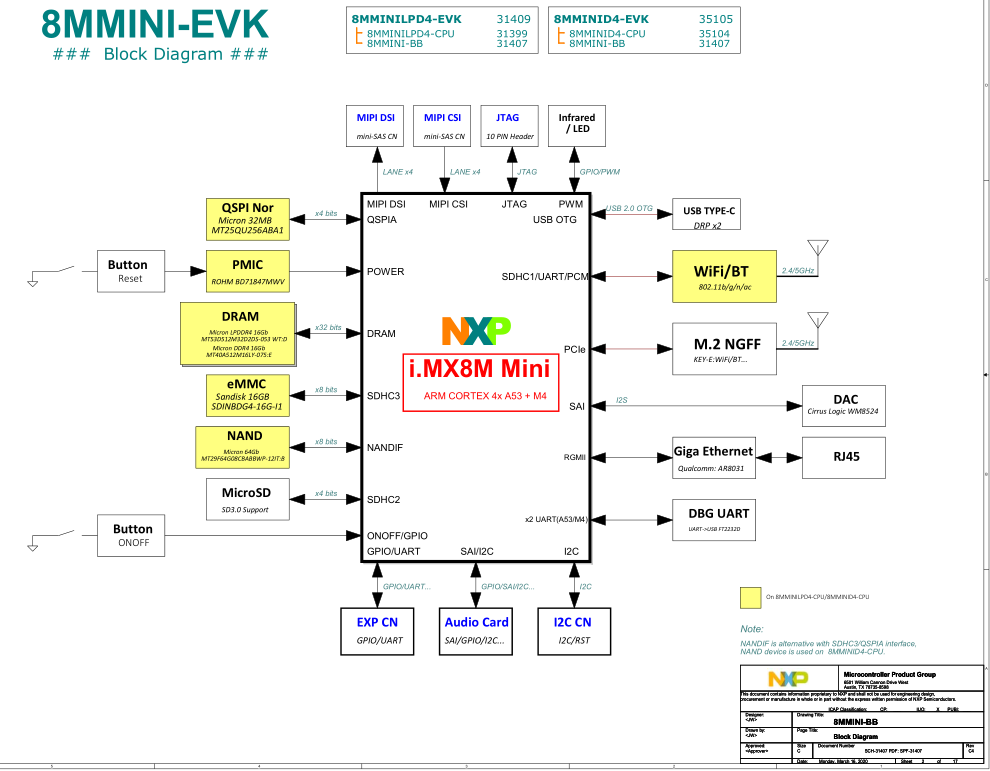 8MMINI-EVK
### Block Diagram ###
8MMINILPD4-EVK 31409
8MMINILPD4-CPU 31399
8MMINI-BB 31407
8MMINID4-EVK 35105
8MMINID4-CPU 35104
8MMINI-BB 31407
MIPI DSI
mini-SAS CN
MIPI CSI
mini-SAS CN
JTAG
10 PIN Header
Infrared
/ LED
LANE x4
LANE x4
JTAG
GPIO/PWM
MIPI DSI
MIPI CSI
JTAG
PWM
QSPI Nor
Micron 32MB
MT25QU256ABA1
x4 bits
QSPIA
USB OTG
USB 2.0 OTG
USB TYPE-C
DRP x2
Button
Reset
PMIC
ROHM BD71847MWV
POWER
SDHC1/UART/PCM
WiFi/BT
802.11b/g/n/ac
2.4/5GHz
DRAM
Micron LPDDR4 16Gb
MT53D512M32D2DS-053 WT:D
Micron DDR4 16Gb
MT40A512M16LY-075:E
x32 bits
DRAM
NXP
i.MX8M Mini
ARM CORTEX 4x A53 + M4
PCIe
M.2 NGFF
KEY-E:WiFi/BT...
2.4/5GHz
eMMC
Sandisk 16GB
SDINBDG4-16G-I1
x8 bits
SDHC3
SAI
I2S
DAC
Cirrus Logic WM8524
NAND
Micron 64Gb
MT29F64G08CBABBWP-12IT:B
x8 bits
NANDIF
RGMII
Giga Ethernet
Qualcomm: AR8031
RJ45
MicroSD
SD3.0 Support
x4 bits
SDHC2
x2 UART(A53/M4)
DBG UART
UART->USB FT2232D
Button
ONOFF
ONOFF/GPIO
GPIO/UART
SAI/I2C
I2C
GPIO/UART...
GPIO/SAI/I2C...
I2C
EXP CN
GPIO/UART
Audio Card
SAI/GPIO/I2C...
I2C CN
I2C/RST
On 8MMINILPD4-CPU/8MMINID4-CPU
Note:
NANDIF is alternative with SDHC3/QSPIA interface,
NAND device is used on 8MMINID4-CPU.
NXP
Microcontroller Product Group
6501 William Cannon Drive West
Austin, TX 78735-8598
This document contains information proprietary to NXP and shall not be used for engineering design,
procurement or manufacture in whole or in part without the express written permission of NXP Semiconductors.
ICAP Classification: CP: IUO: X PUBI:
Designer:
<JW>
Drawing Title:
8MMINI-BB
Drawn by:
<JW>
Page Title:
Block Diagram
Approved:
<Approver>
Size
C
Document Number
SCH-31407 PDF: SPF-31407
Rev
C4
Date: Monday, March 16, 2020
Sheet 2 of 17